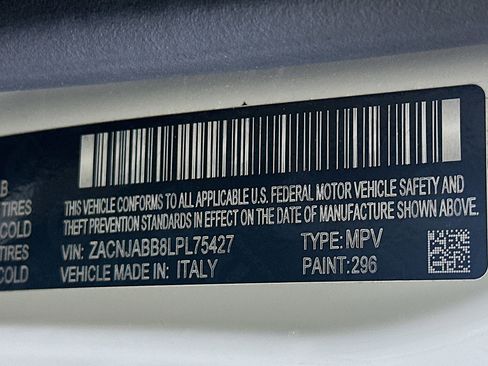 B
TIRES
COLD
TIRES
COLD
THIS VEHICLE CONFORMS TO ALL APPLICABLE U.S. FEDERAL MOTOR VEHICLE SAFETY AND
THEFT PREVENTION STANDARDS IN EFFECT ON THE DATE OF MANUFACTURE SHOWN ABOVE.
VIN: ZACNJABB8LPL75427 TYPE: MPV
VEHICLE MADE IN: ITALY PAINT: 296